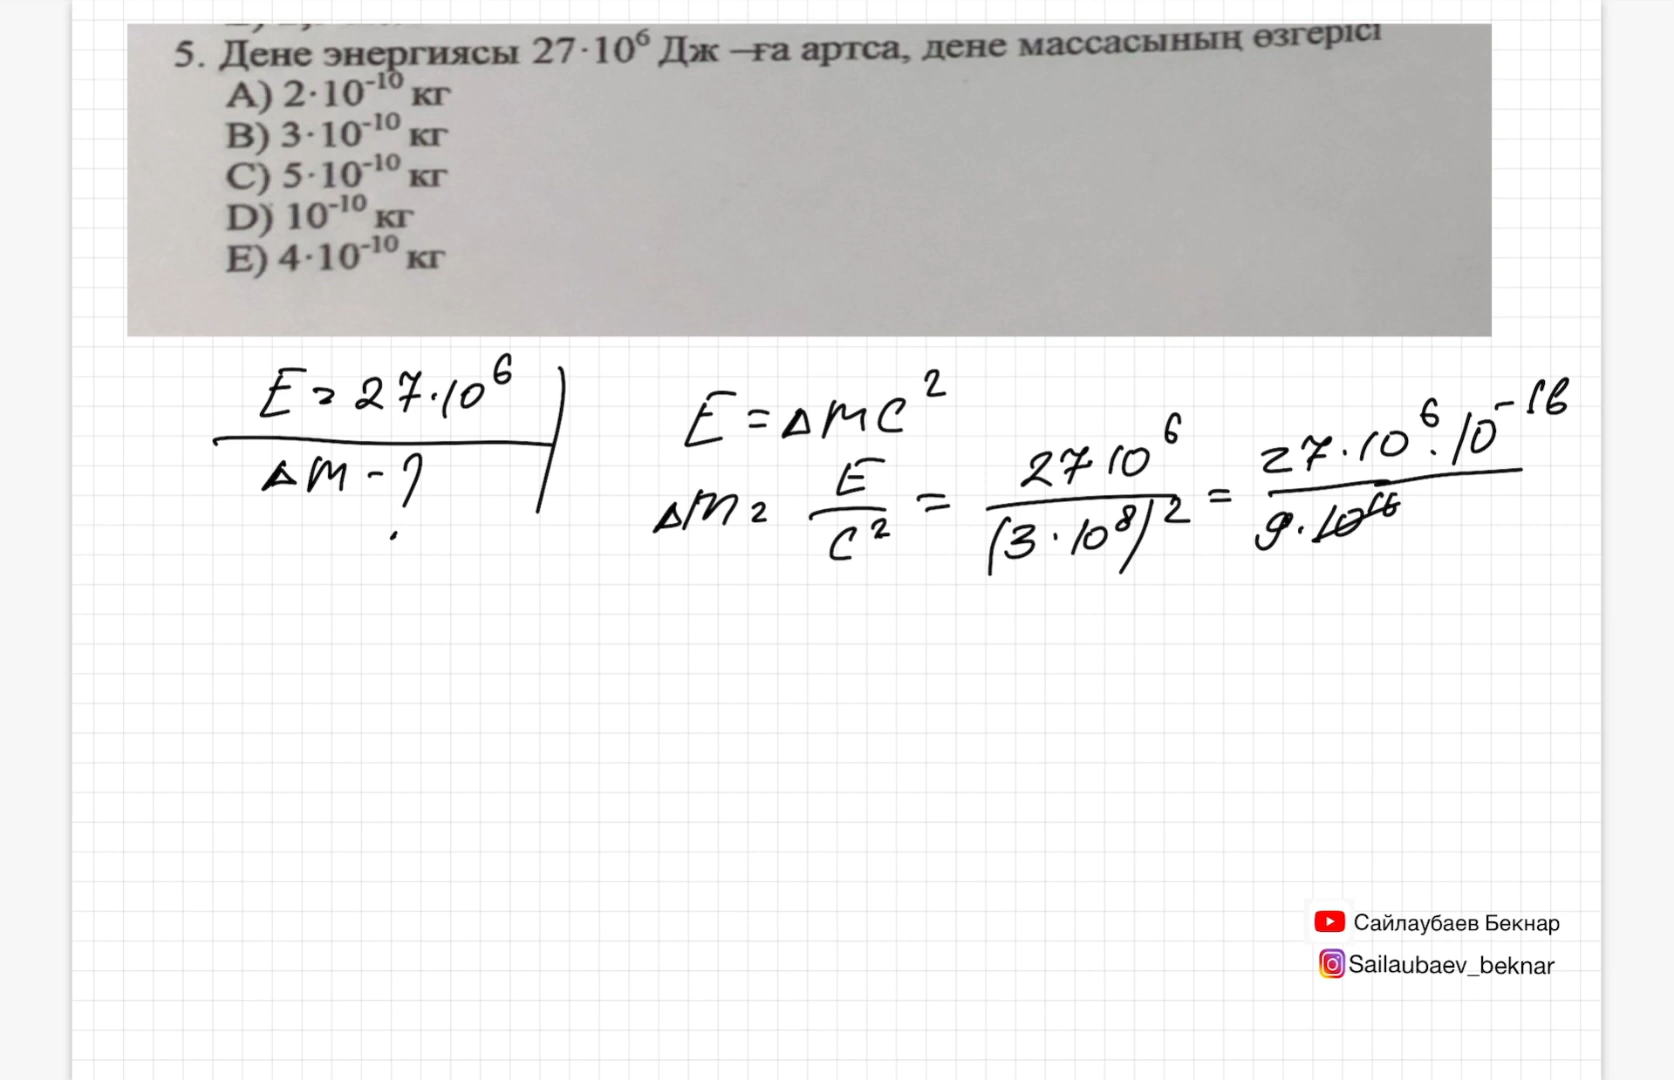 5. Дене энергиясы 27·10⁶ Дж –ға артса, дене массасының өзгерісі
A) 2·10⁻¹⁰ кг
B) 3·10⁻¹⁰ кг
C) 5·10⁻¹⁰ кг
D) 10⁻¹⁰ кг
E) 4·10⁻¹⁰ кг
E = 27·10⁶
Δm - ?
E = Δmc²
Δm = E/c² = 27 10⁶/(3·10⁸)² = 27·10⁶·10⁻¹⁶/9·10¹⁶
Сайлаубаев Бекнар
Sailaubaev_beknar